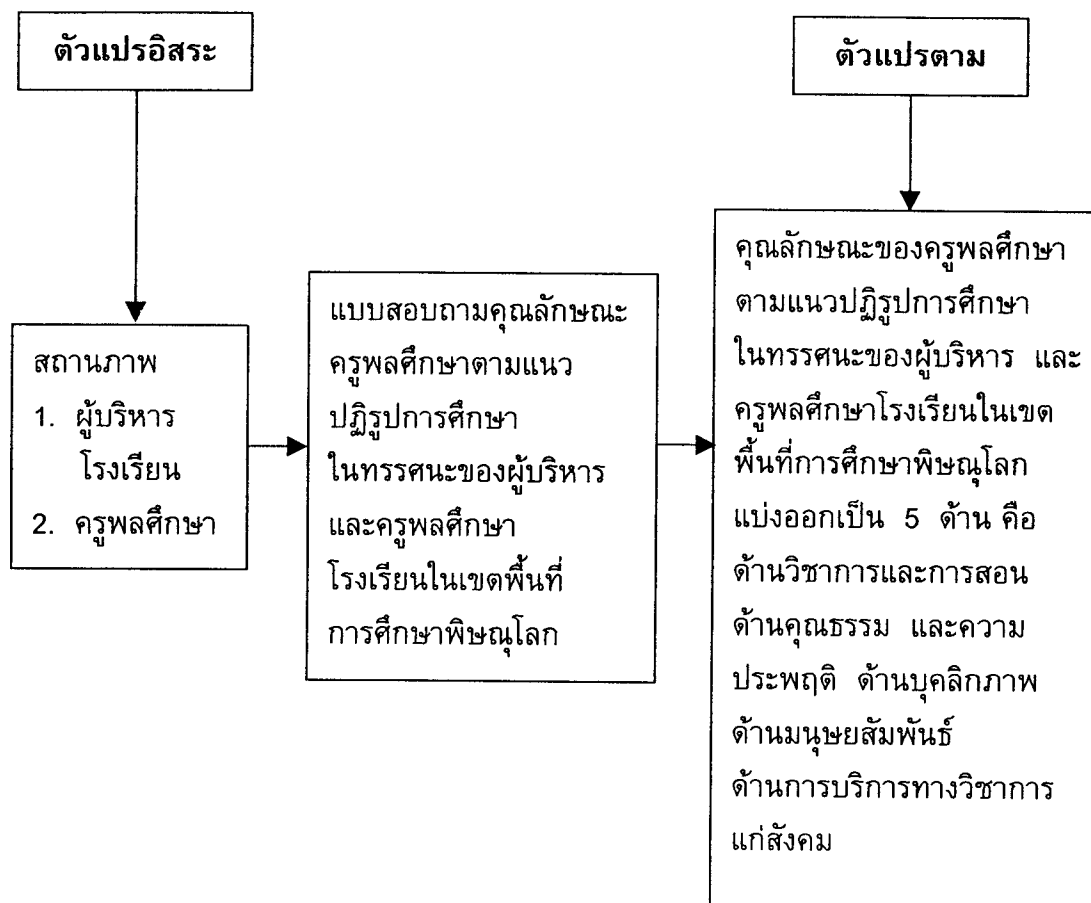 ตัวแปรอิสระ
ตัวแปรตาม
สถานภาพ
1. ผู้บริหาร
โรงเรียน
2. ครูพลศึกษา
แบบสอบถามคุณลักษณะ
ครูพลศึกษาตามแนว
ปฏิรูปการศึกษา
ในทรรศนะของผู้บริหาร
และครูพลศึกษา
โรงเรียนในเขตพื้นที่
การศึกษาพิษณุโลก
คุณลักษณะของครูพลศึกษา
ตามแนวปฏิรูปการศึกษา
ในทรรศนะของผู้บริหาร และ
ครูพลศึกษาโรงเรียนในเขต
พื้นที่การศึกษาพิษณุโลก
แบ่งออกเป็น 5 ด้าน คือ
ด้านวิชาการและการสอน
ด้านคุณธรรม และความ
ประพฤติ ด้านบุคลิกภาพ
ด้านมนุษยสัมพันธ์
ด้านการบริการทางวิชาการ
แก่สังคม